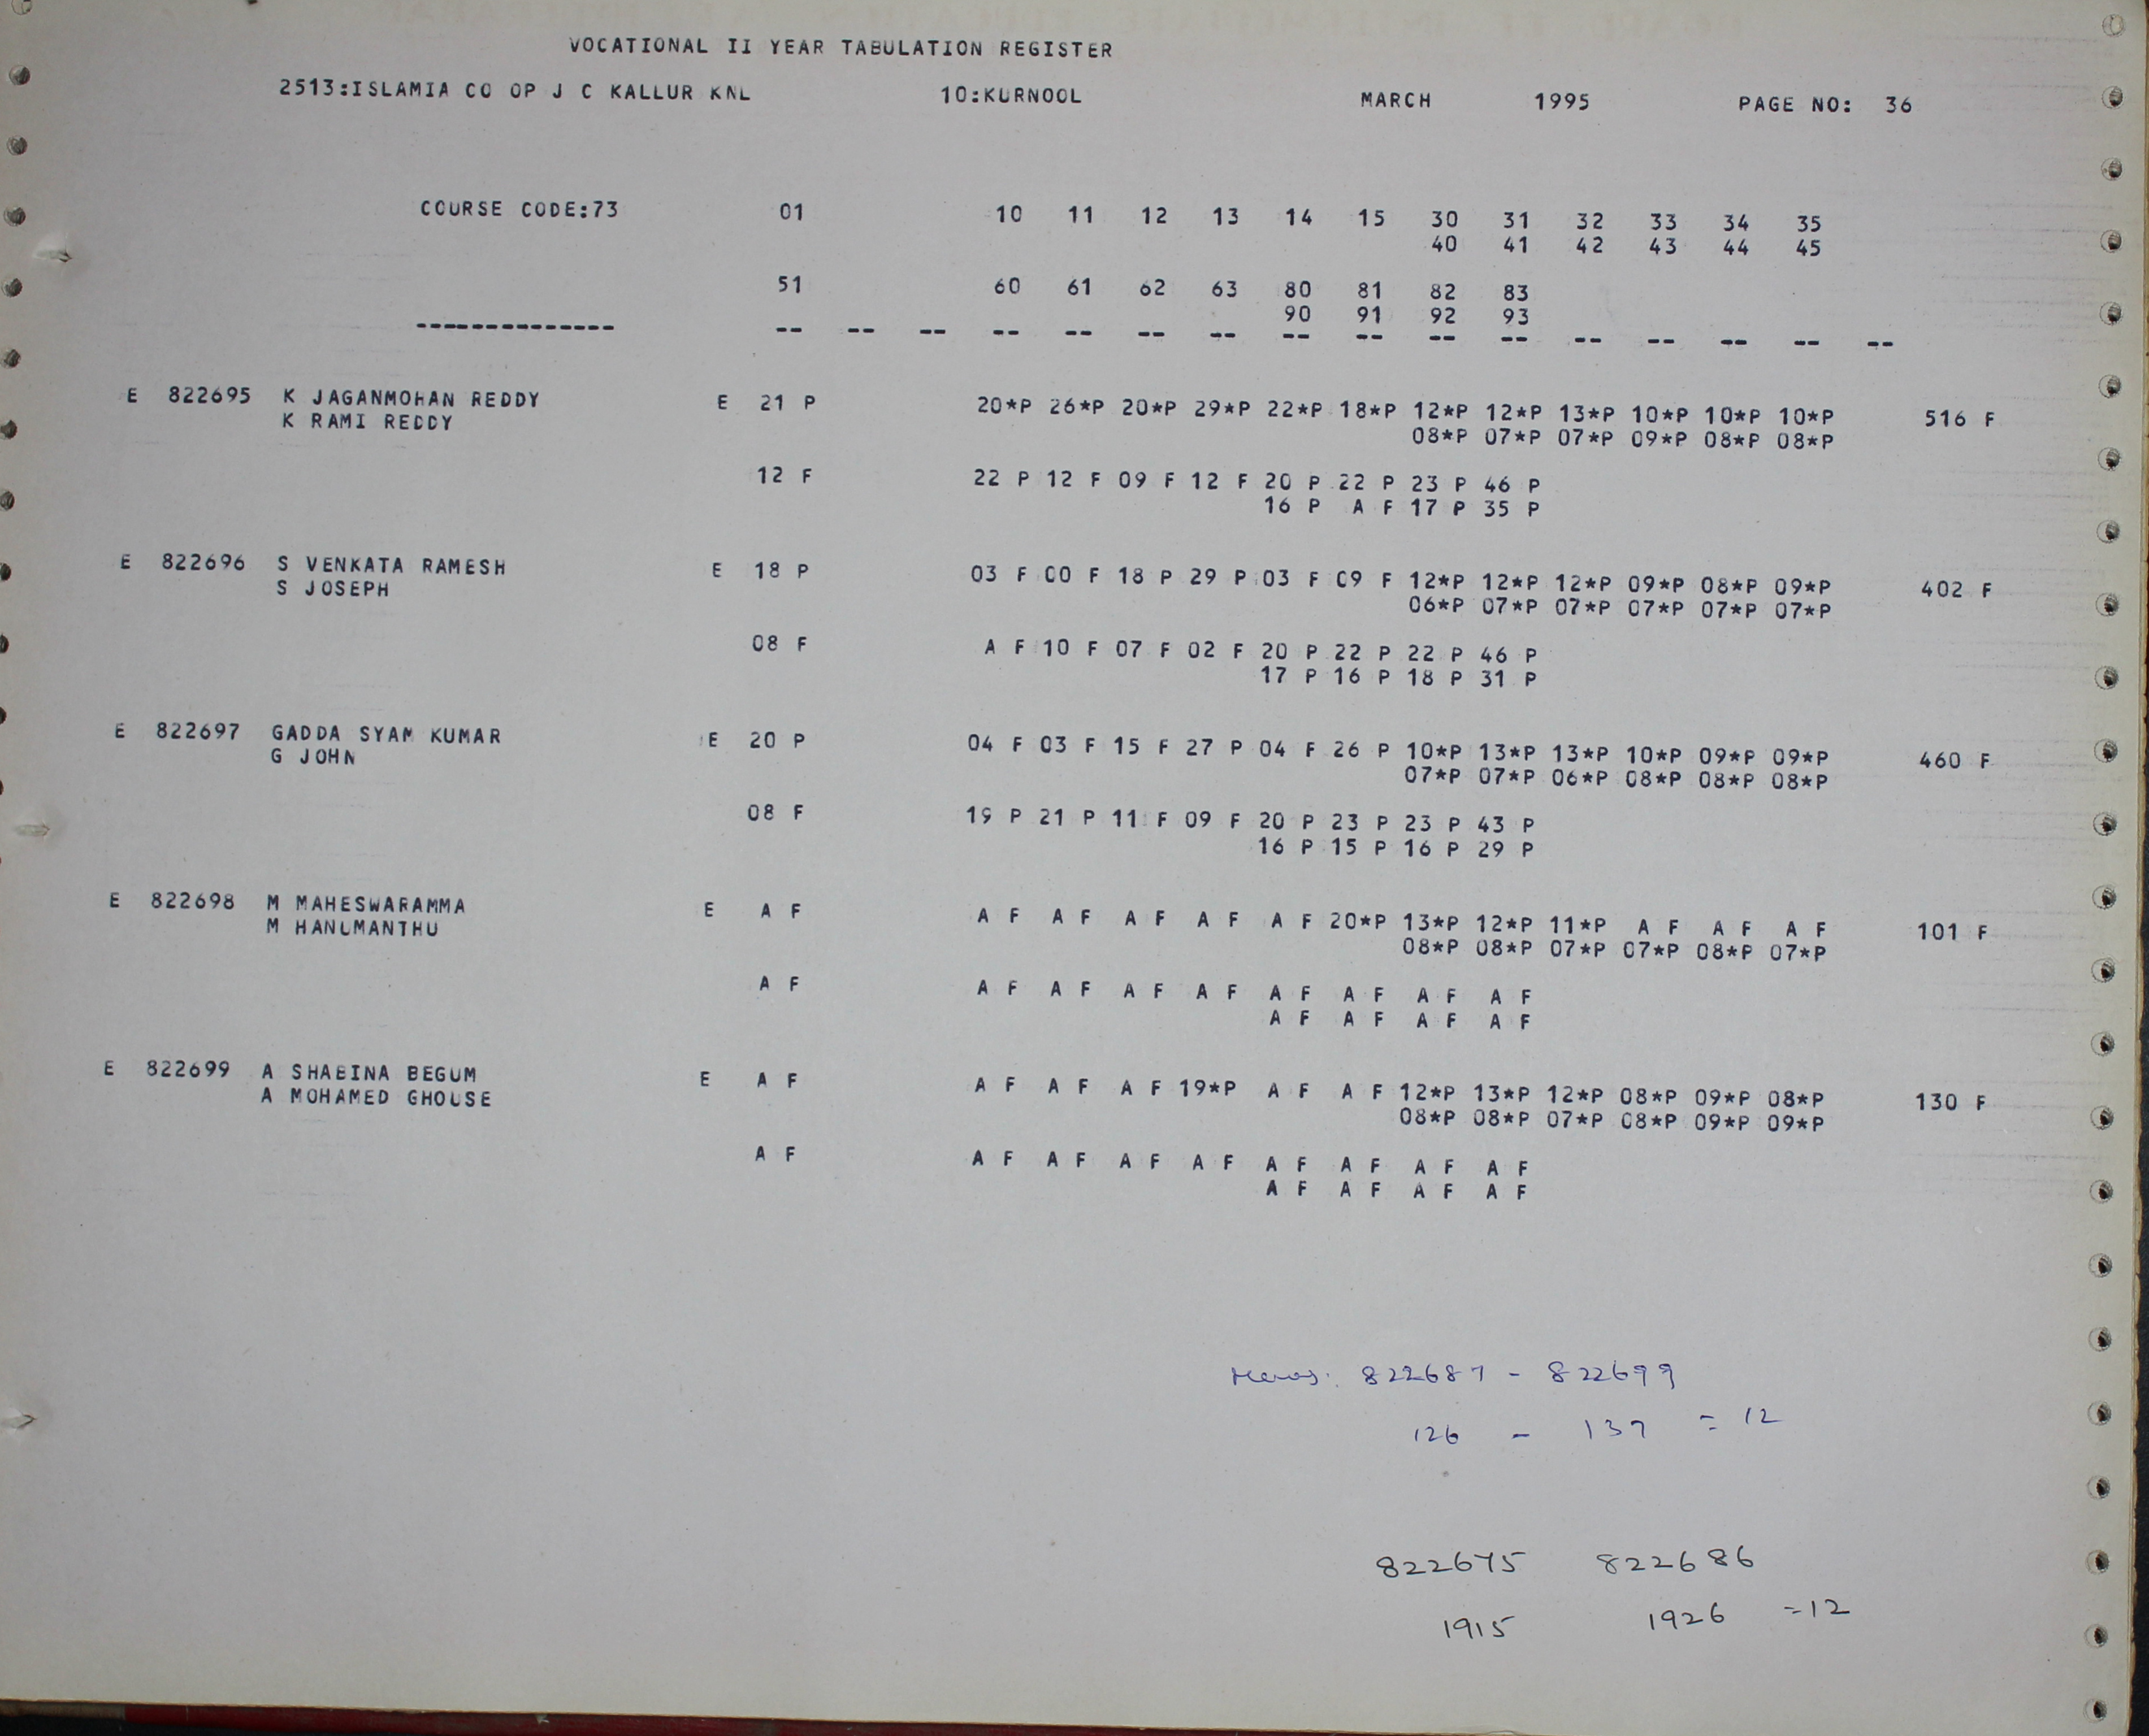 VOCATIONAL II YEAR TABULATION REGISTER
2513:ISLAMIA CO OP J C KALLUR KNL 10:KURNOOL MARCH 1995 PAGE NO: 36
COURSE CODE:73 01 10 11 12 13 14 15 30 31 32 33 34 35
40 41 42 43 44 45
51 60 61 62 63 80 81 82 83
90 91 92 93
-------------- -- -- -- -- -- -- -- -- -- -- -- -- -- -- -- --
E 822695 K JAGANMOHAN REDDY E 21 P 20*P 26*P 20*P 29*P 22*P 18*P 12*P 12*P 13*P 10*P 10*P 10*P 516 F
K RAMI REDDY 08*P 07*P 07*P 09*P 08*P 08*P
12 F 22 P 12 F 09 F 12 F 20 P 22 P 23 P 46 P
16 P A F 17 P 35 P
E 822696 S VENKATA RAMESH E 18 P 03 F 00 F 18 P 29 P 03 F 09 F 12*P 12*P 12*P 09*P 08*P 09*P 402 F
S JOSEPH 06*P 07*P 07*P 07*P 07*P 07*P
08 F A F 10 F 07 F 02 F 20 P 22 P 22 P 46 P
17 P 16 P 18 P 31 P
E 822697 GADDA SYAM KUMAR E 20 P 04 F 03 F 15 F 27 P 04 F 26 P 10*P 13*P 13*P 10*P 09*P 09*P 460 F
G JOHN 07*P 07*P 06*P 08*P 08*P 08*P
08 F 19 P 21 P 11 F 09 F 20 P 23 P 23 P 43 P
16 P 15 P 16 P 29 P
E 822698 M MAHESWARAMMA E A F A F A F A F A F A F 20*P 13*P 12*P 11*P A F A F A F 101 F
M HANUMANTHU 08*P 08*P 07*P 07*P 08*P 07*P
A F A F A F A F A F A F A F A F A F
A F A F A F A F
E 822699 A SHABINA BEGUM E A F A F A F A F 19*P A F A F 12*P 13*P 12*P 08*P 09*P 08*P 130 F
A MOHAMED GHOUSE 08*P 08*P 07*P 08*P 09*P 09*P
A F A F A F A F A F A F A F A F A F
A F A F A F A F
822687 - 822699
126 - 137 = 12
822675 822686
1915 1926 =12